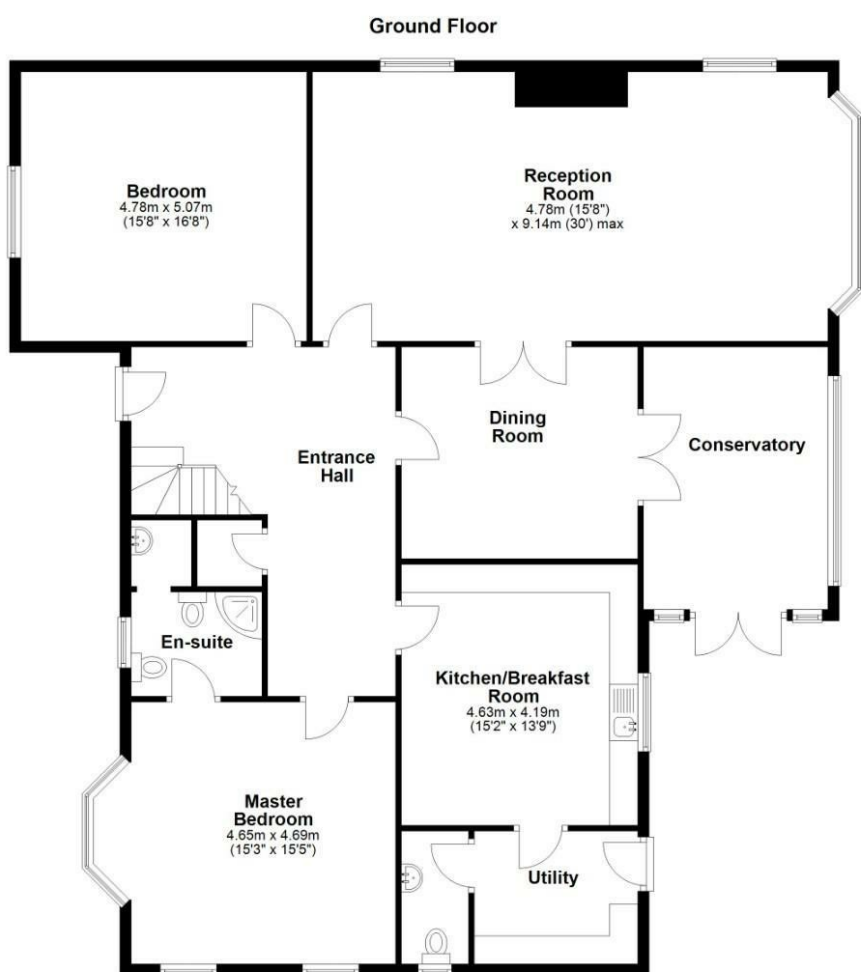 Ground Floor
Bedroom
4.78m x 5.07m
(15'8" x 16'8")
Reception
Room
4.78m (15'8")
x 9.14m (30') max
Dining
Room
Conservatory
Entrance
Hall
En-suite
Kitchen/Breakfast
Room
4.63m x 4.19m
(15'2" x 13'9")
Master
Bedroom
4.65m x 4.69m
(15'3" x 15'5")
Utility